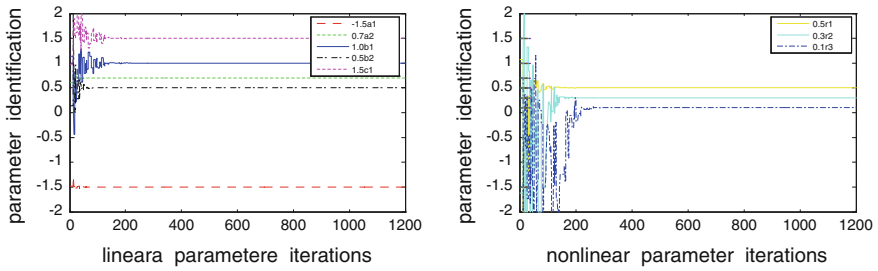 2
1.5
1
0.5
0
-0.5
-1
-1.5
-2
0 200 400 600 800 1000 1200
parameter identification
lineara parametere iterations
-1.5a1
0.7a2
1.0b1
0.5b2
1.5c1
2
1.5
1
0.5
0
-0.5
-1
-1.5
-2
0 200 400 600 800 1000 1200
parameter identification
nonlinear parametere iterations
0.5r1
0.3r2
0.1r3